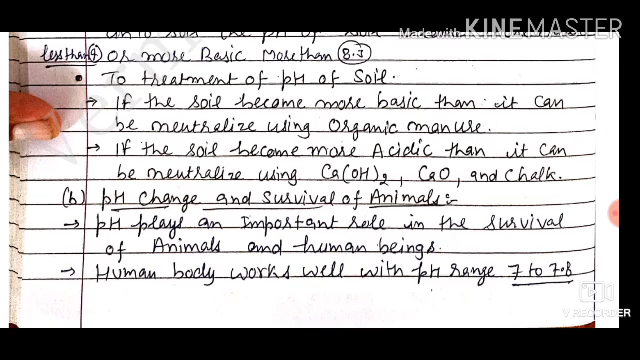 Made with KINEMASTER
less than 4 or more Basic More than 8.5
• To treatment of pH of Soil.
→ If the soil became more basic than it can
be neutralize using Organic manure.
→ If the soil become more Acidic than it can
be neutralize using Ca(OH)2, CaO, and chalk.
(b) pH change and survival of Animals:-
→ pH plays an Important role in the survival
of Animals and human beings.
→ Human body works well with pH range 7 to 7.8
V RECORDER